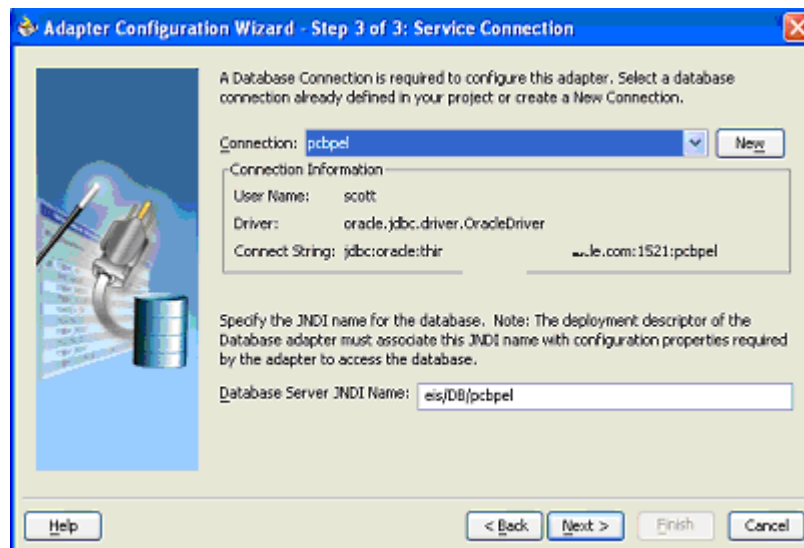 Adapter Configuration Wizard - Step 3 of 3: Service Connection
A Database Connection is required to configure this adapter. Select a database
connection already defined in your project or create a New Connection.
Connection: pcbpel New
Connection Information
User Name: scott
Driver: oracle.jdbc.driver.OracleDriver
Connect String: jdbc:oracle:thir le.com:1521:pcbpel
Specify the JNDI name for the database. Note: The deployment descriptor of the
Database adapter must associate this JNDI name with configuration properties required
by the adapter to access the database.
Database Server JNDI Name: eis/DB/pcbpel
Help < Back Next > Finish Cancel